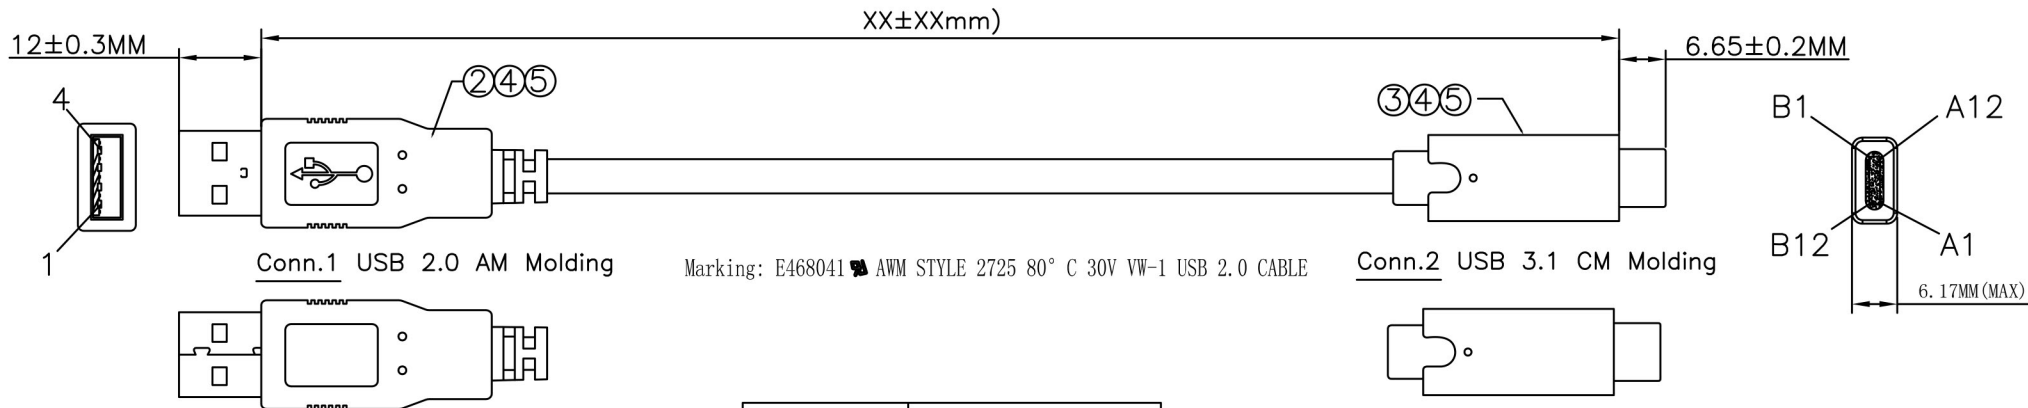 XX±XXmm)
12±0.3MM
6.65±0.2MM
②④⑤
③④⑤
4
1
B1
A12
B12
A1
Conn.1 USB 2.0 AM Molding
Marking: E468041 AWM STYLE 2725 80° C 30V VW-1 USB 2.0 CABLE
Conn.2 USB 3.1 CM Molding
6.17MM(MAX)